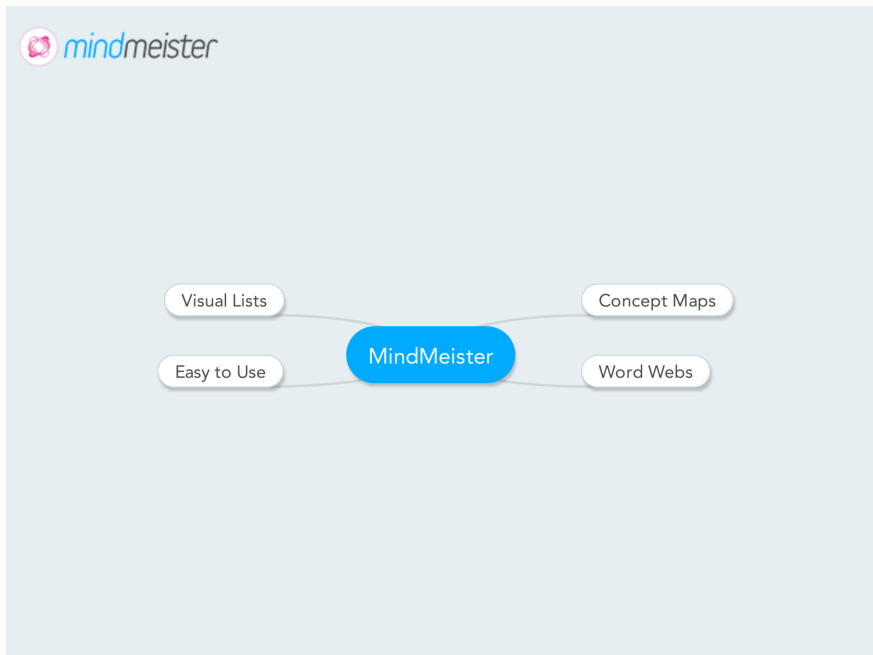 mindmeister
Visual Lists
Concept Maps
MindMeister
Easy to Use
Word Webs